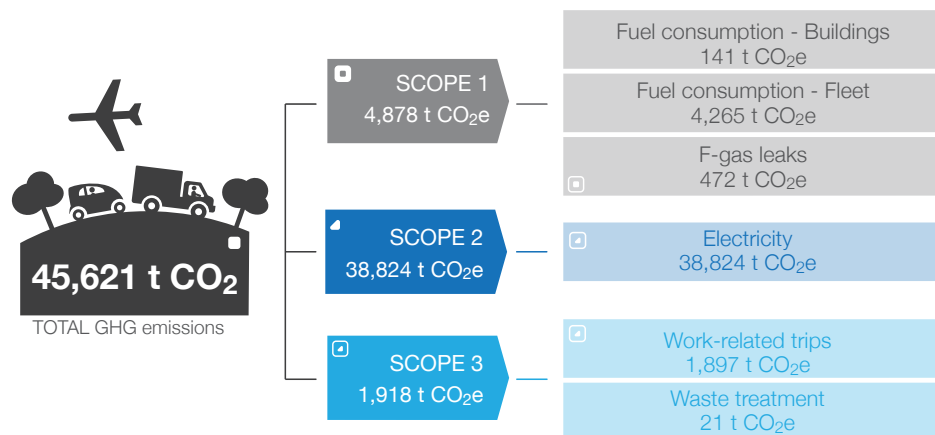 45,621 t CO₂
TOTAL GHG emissions
SCOPE 1
4,878 t CO₂e
Fuel consumption - Buildings
141 t CO₂e
Fuel consumption - Fleet
4,265 t CO₂e
F-gas leaks
472 t CO₂e
SCOPE 2
38,824 t CO₂e
Electricity
38,824 t CO₂e
SCOPE 3
1,918 t CO₂e
Work-related trips
1,897 t CO₂e
Waste treatment
21 t CO₂e